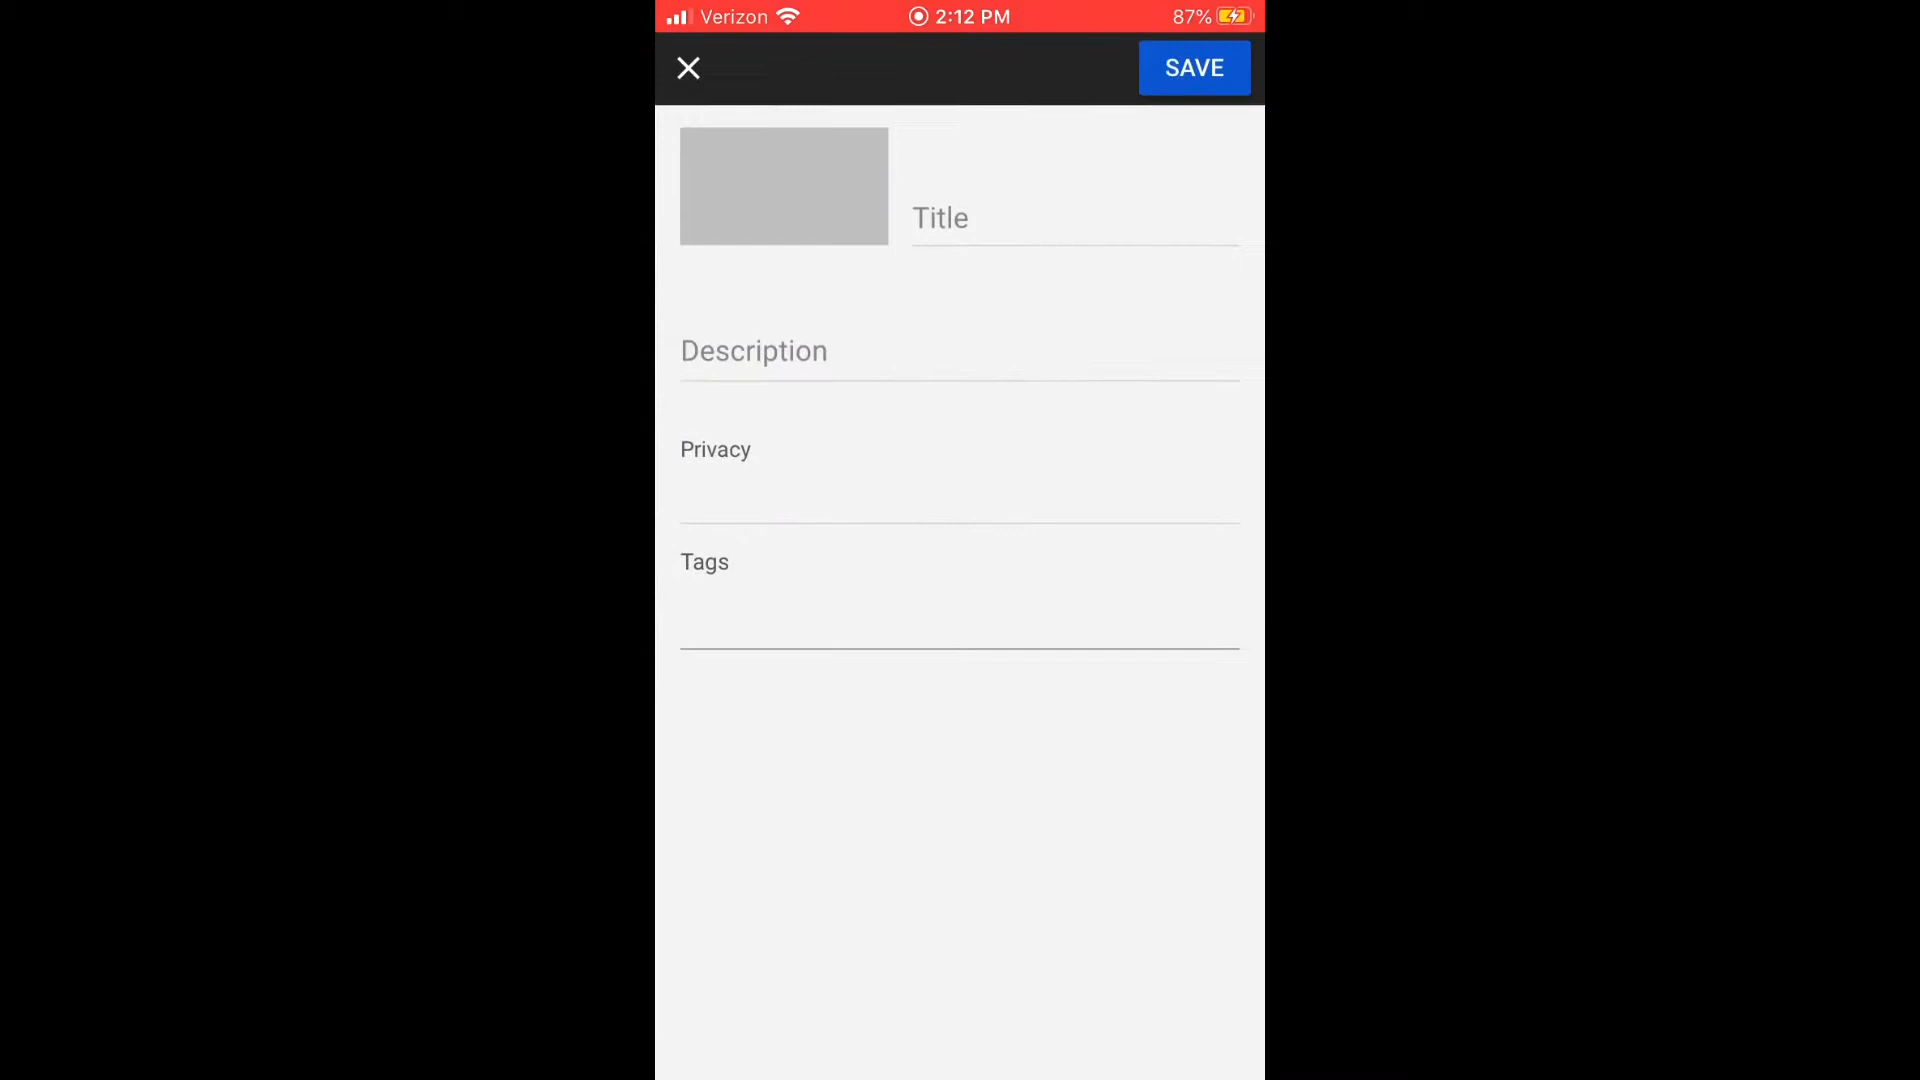 Verizon 2:12 PM 87%
SAVE
Title
Description
Privacy
Tags